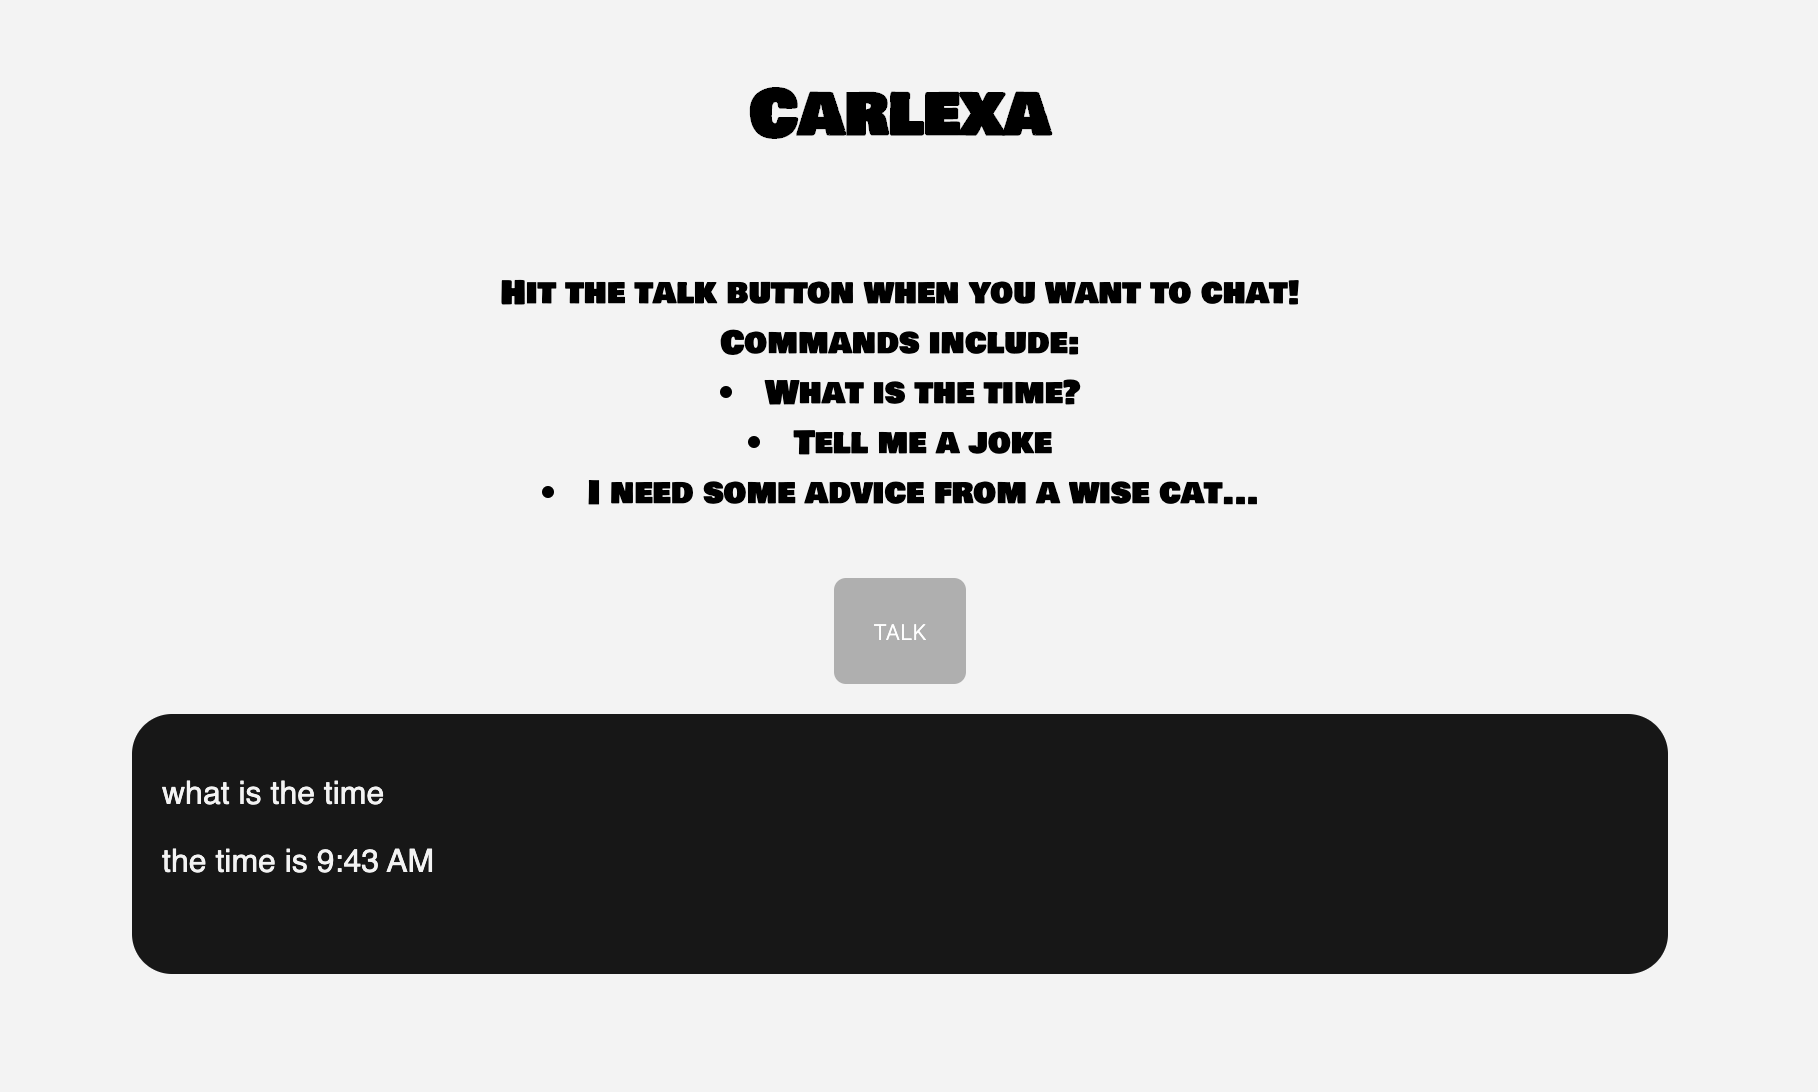 Carlexa
Hit the talk button when you want to chat!
Commands include:
• What is the time?
• Tell me a joke
• I need some advice from a wise cat...
TALK
what is the time
the time is 9:43 AM